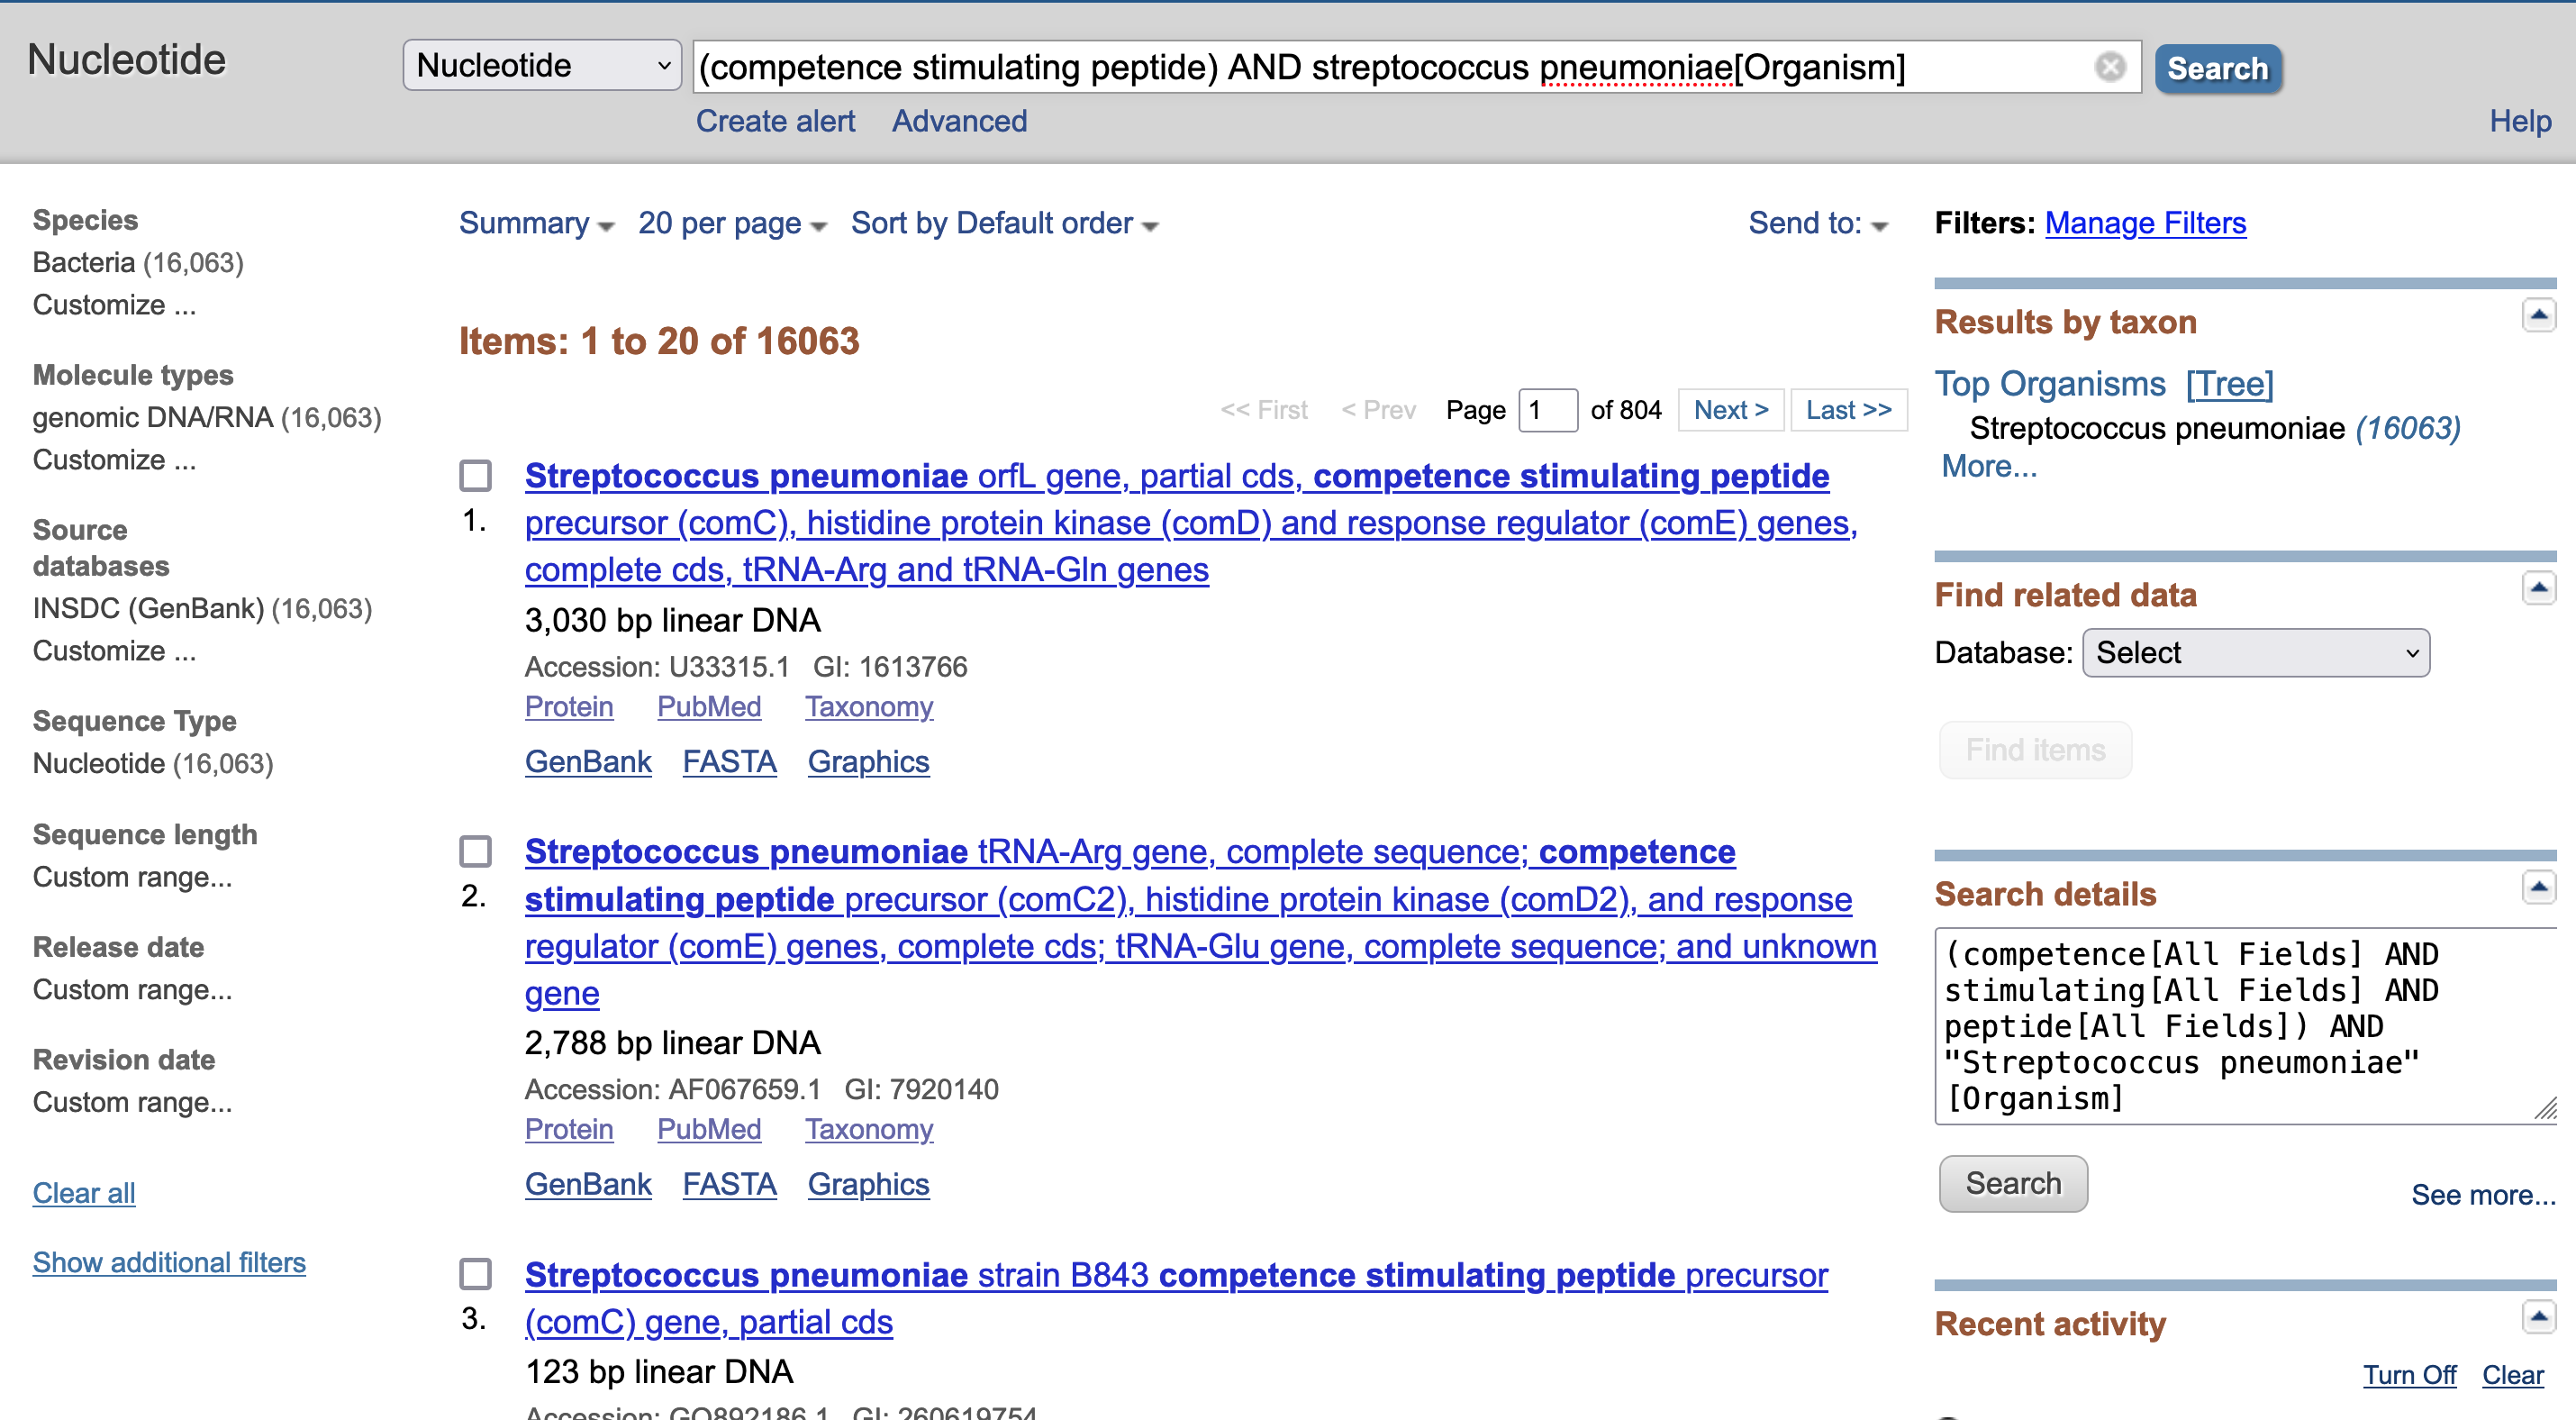 Nucleotide
Nucleotide
(competence stimulating peptide) AND streptococcus pneumoniae[Organism]
Search
Create alert Advanced
Help
Species
Bacteria (16,063)
Customize ...
Molecule types
genomic DNA/RNA (16,063)
Customize ...
Source
databases
INSDC (GenBank) (16,063)
Customize ...
Sequence Type
Nucleotide (16,063)
Sequence length
Custom range...
Release date
Custom range...
Revision date
Custom range...
Clear all
Show additional filters
Summary 20 per page Sort by Default order
Send to:
Items: 1 to 20 of 16063
<< First < Prev Page 1 of 804 Next > Last >>
Streptococcus pneumoniae orfL gene, partial cds, competence stimulating peptide
1.
precursor (comC), histidine protein kinase (comD) and response regulator (comE) genes,
complete cds, tRNA-Arg and tRNA-Gln genes
3,030 bp linear DNA
Accession: U33315.1 GI: 1613766
Protein PubMed Taxonomy
GenBank FASTA Graphics
Streptococcus pneumoniae tRNA-Arg gene, complete sequence; competence
2.
stimulating peptide precursor (comC2), histidine protein kinase (comD2), and response
regulator (comE) genes, complete cds; tRNA-Glu gene, complete sequence; and unknown
gene
2,788 bp linear DNA
Accession: AF067659.1 GI: 7920140
Protein PubMed Taxonomy
GenBank FASTA Graphics
Streptococcus pneumoniae strain B843 competence stimulating peptide precursor
3.
(comC) gene, partial cds
123 bp linear DNA
Accession: GQ892186.1 GI: 260619754
Filters: Manage Filters
Results by taxon
Top Organisms [Tree]
Streptococcus pneumoniae (16063)
More...
Find related data
Database: Select
Find items
Search details
(competence[All Fields] AND
stimulating[All Fields] AND
peptide[All Fields]) AND
"Streptococcus pneumoniae"
[Organism]
Search
See more...
Recent activity
Turn Off Clear